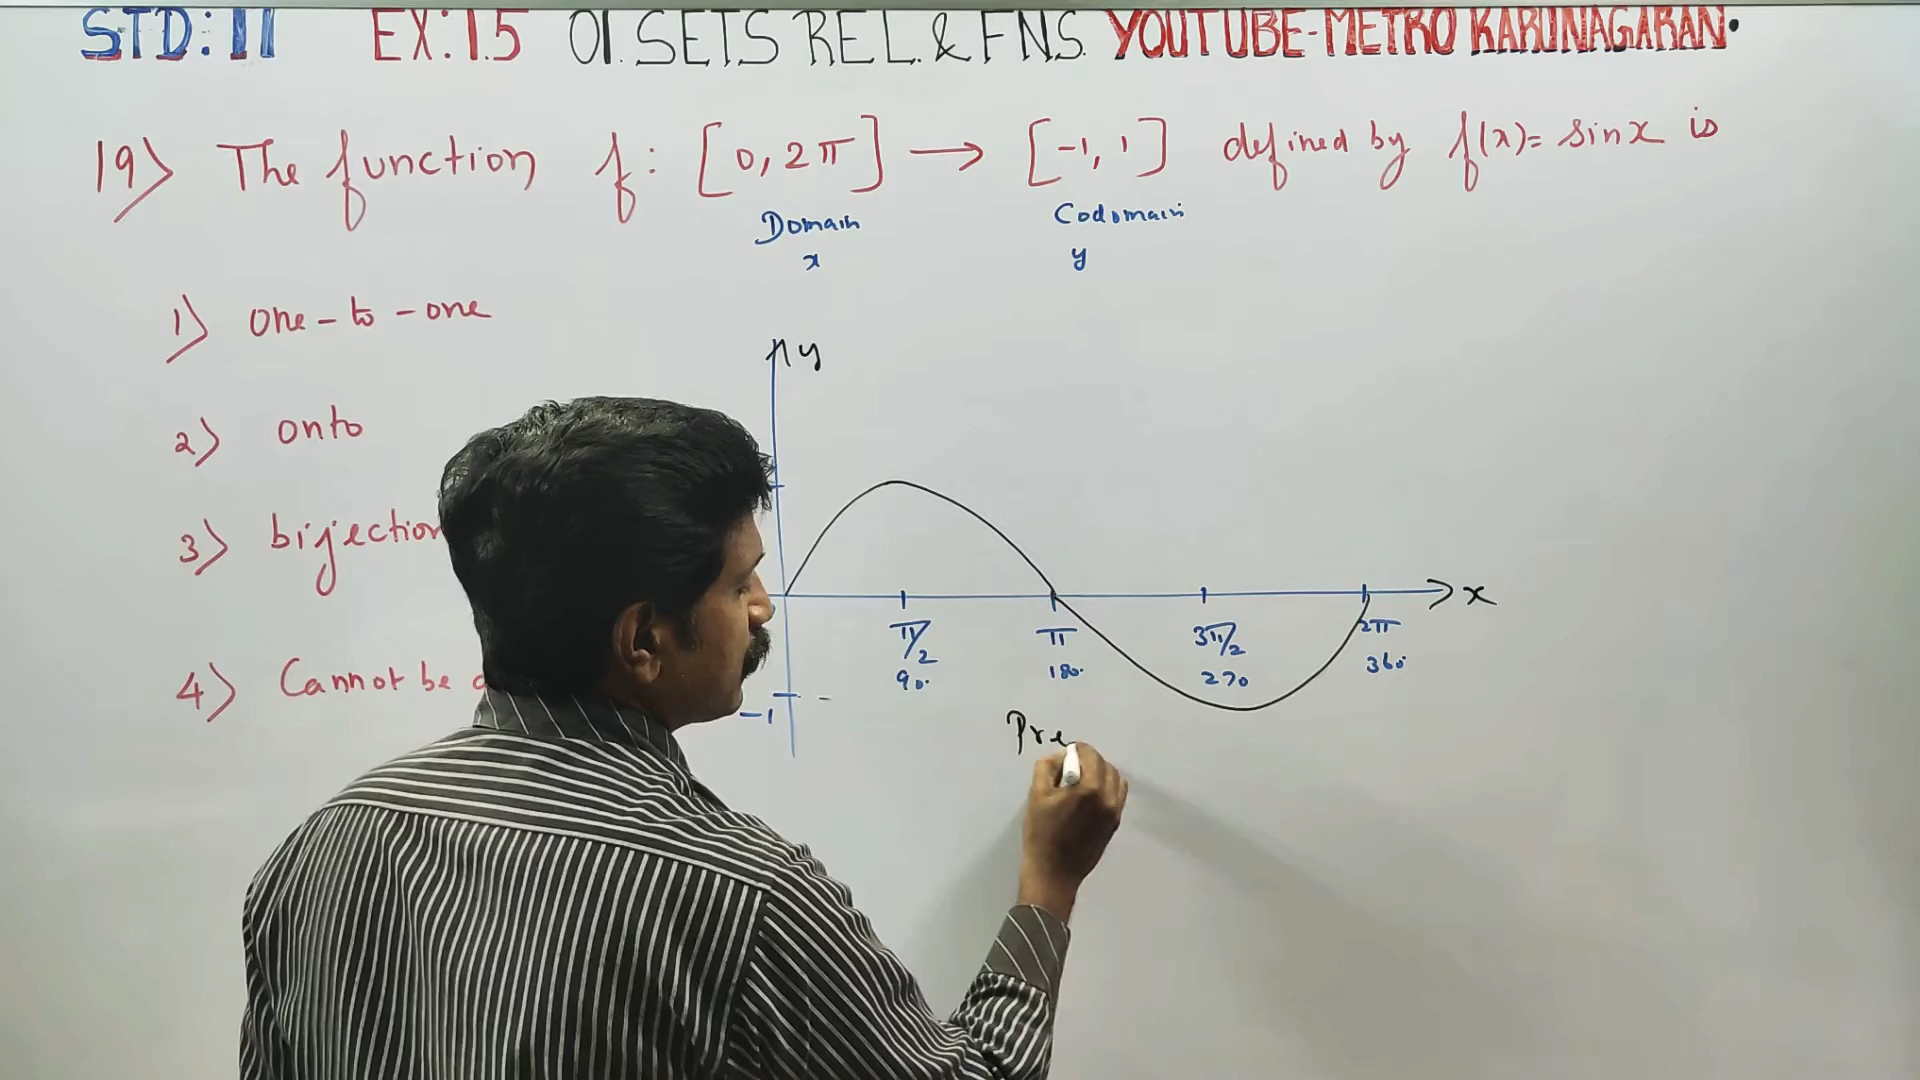 STD: 11 EX: 1.5 01. SETS REL. & FNS. YOUTUBE-METRO KARUNAGARAN.
19) The function f: [0, 2π] → [-1, 1] defined by f(x)= sinx is
Domain Codomain
x y
1) one-to-one
y
2) onto
3) bijection
x
π/2 π 3π/2 2π
90. 180. 270 360.
4) Cannot be
-1
Pre